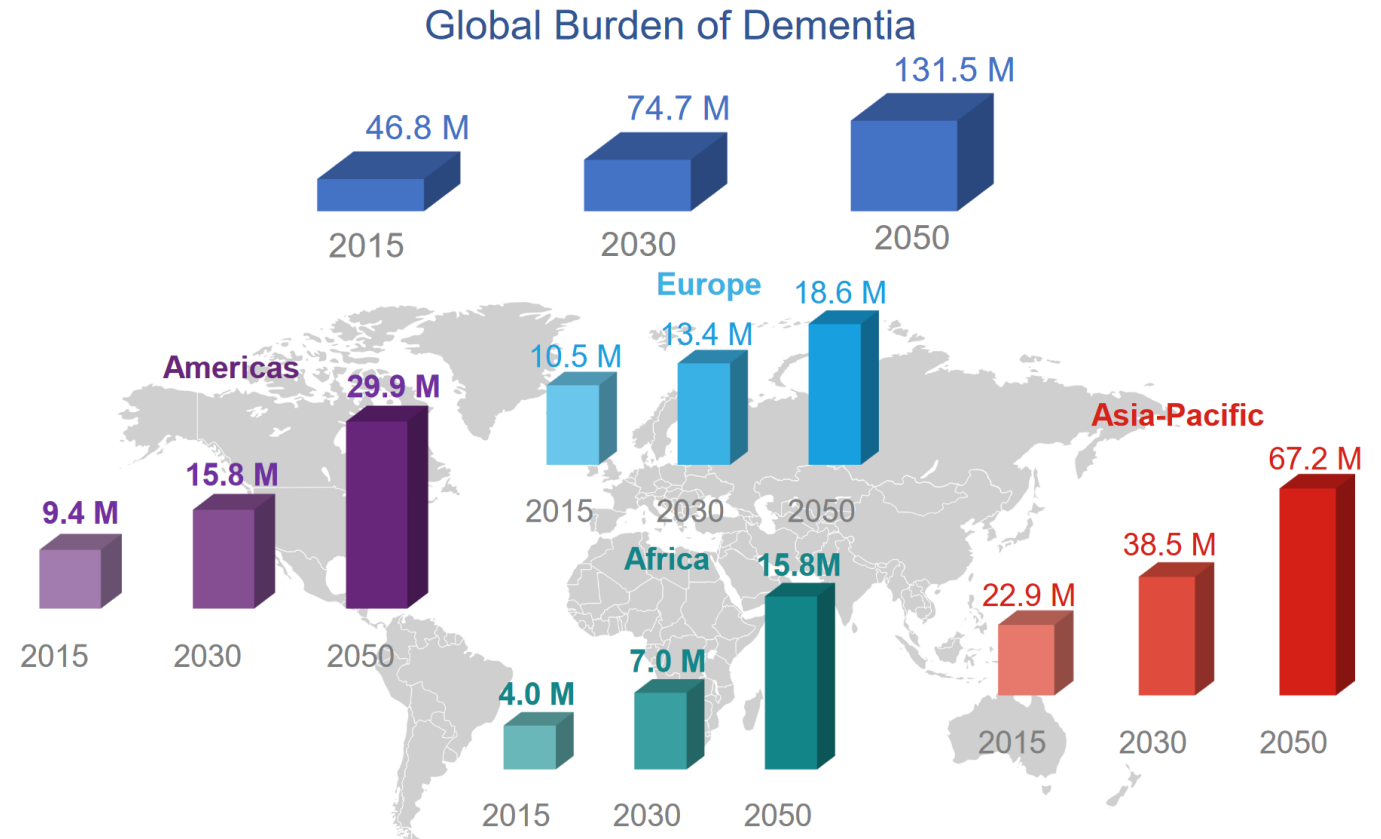 Global Burden of Dementia
46.8 M
74.7 M
131.5 M
2015
2030
2050
Americas
9.4 M
15.8 M
29.9 M
2015
2030
2050
Europe
10.5 M
13.4 M
18.6 M
2015
2030
2050
Africa
4.0 M
7.0 M
15.8M
2015
2030
2050
Asia-Pacific
22.9 M
38.5 M
67.2 M
2015
2030
2050